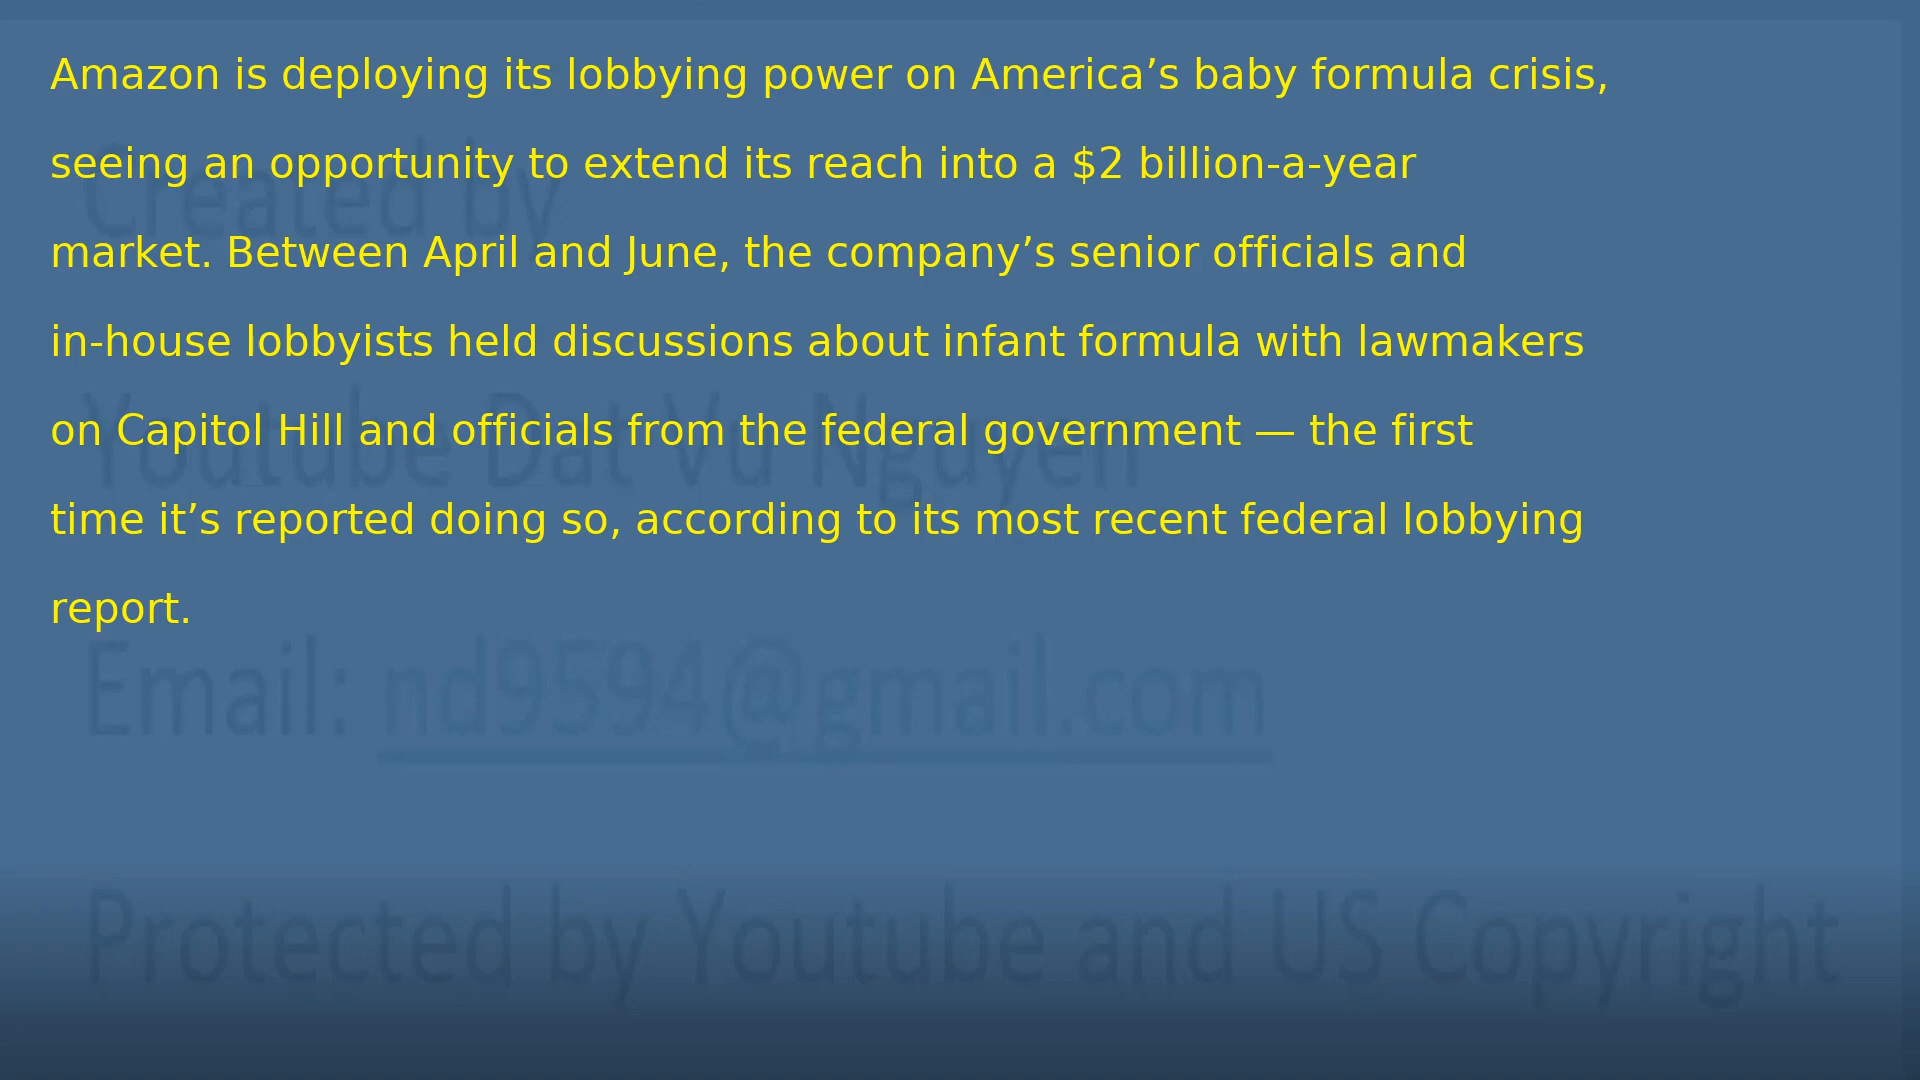 Amazon is deploying its lobbying power on America’s baby formula crisis,
seeing an opportunity to extend its reach into a $2 billion-a-year
Created by
market. Between April and June, the company’s senior officials and
in-house lobbyists held discussions about infant formula with lawmakers
on Capitol Hill and officials from the federal government — the first
Youtube Dat Vu Nguyen
time it’s reported doing so, according to its most recent federal lobbying
report.
Email: nd9594@gmail.com
Protected by Youtube and US Copyright